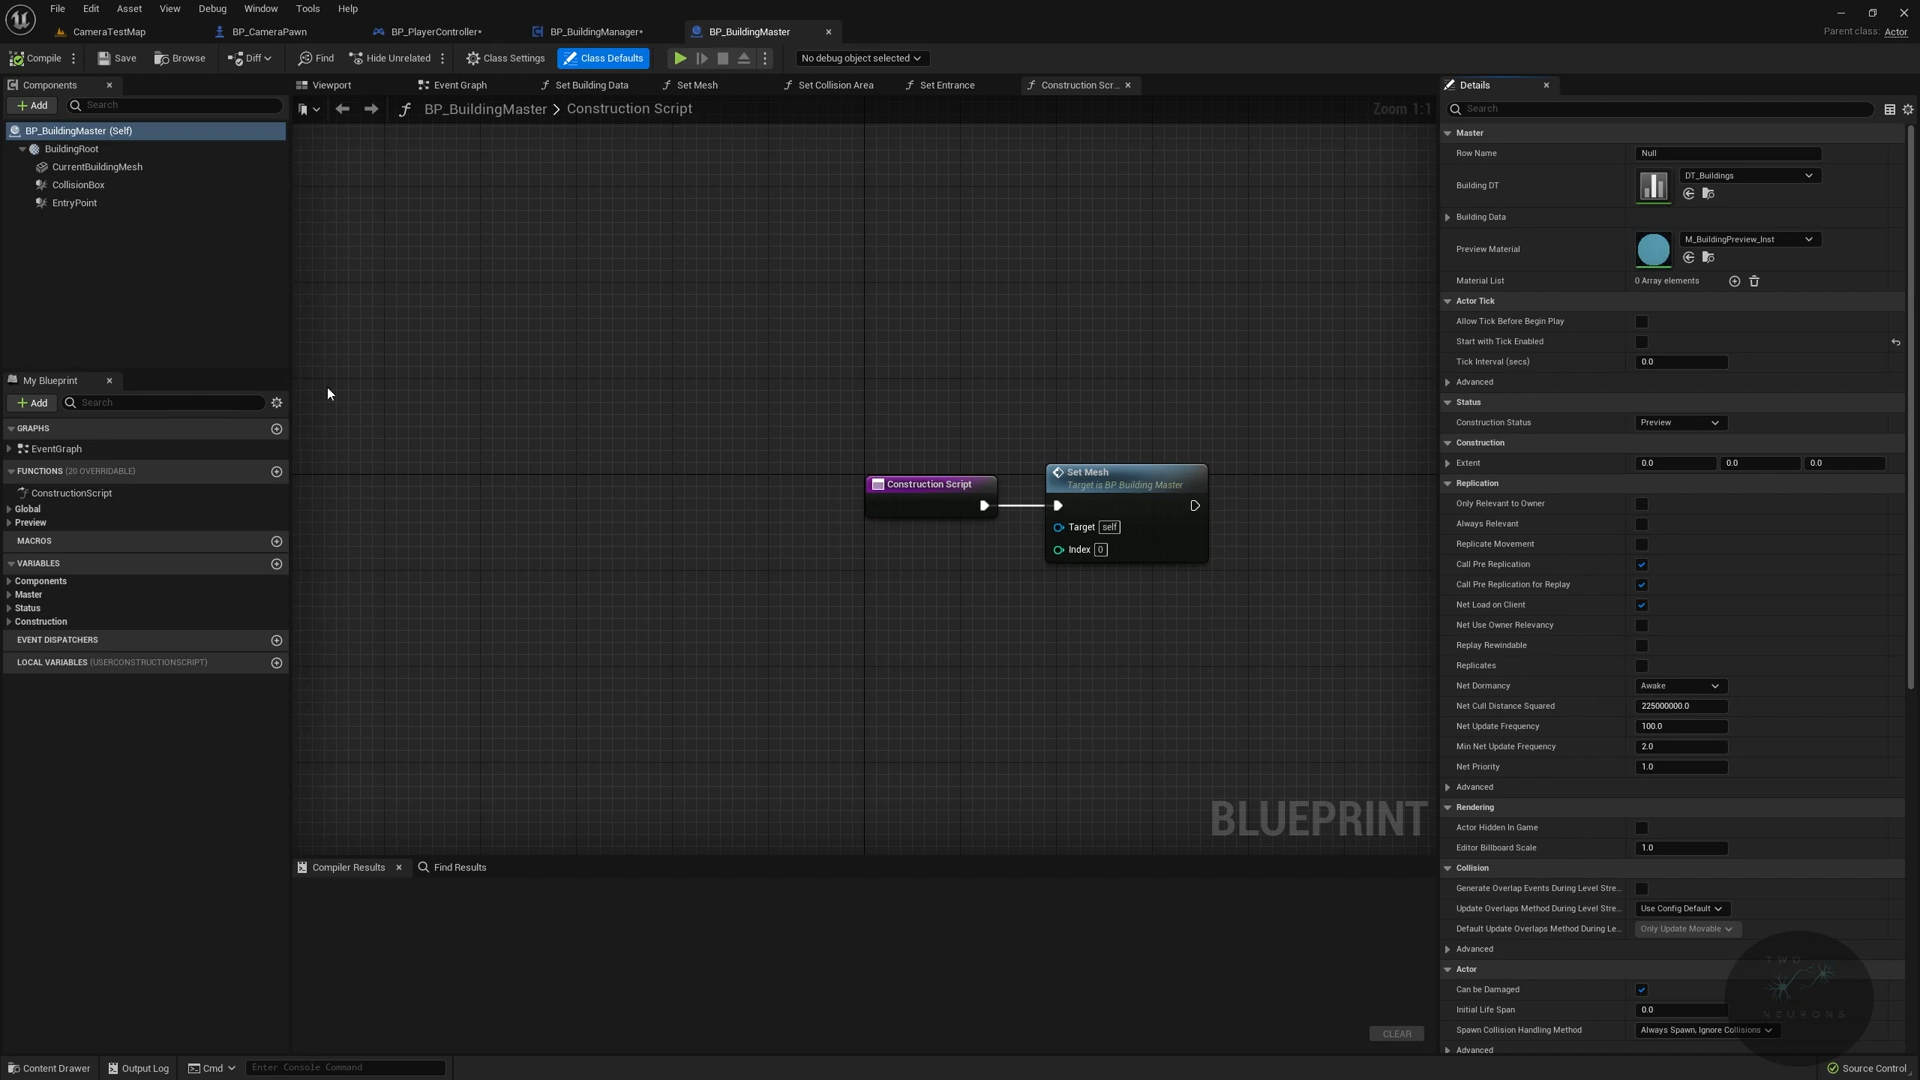 File Edit Asset View Debug Window Tools Help
CameraTestMap BP_CameraPawn BP_PlayerController* BP_BuildingManager* BP_BuildingMaster
Parent class: Actor
Compile Save Browse Diff Find Hide Unrelated Class Settings Class Defaults No debug object selected
Components
Add Search
BP_BuildingMaster (Self)
BuildingRoot
CurrentBuildingMesh
CollisionBox
EntryPoint
My Blueprint
Add Search
GRAPHS
EventGraph
FUNCTIONS (20 OVERRIDABLE)
ConstructionScript
Global
Preview
MACROS
VARIABLES
Components
Master
Status
Construction
EVENT DISPATCHERS
LOCAL VARIABLES (USERCONSTRUCTIONSCRIPT)
Viewport Event Graph Set Building Data Set Mesh Set Collision Area Set Entrance Construction Scr...
BP_BuildingMaster > Construction Script
Zoom 1:1
Construction Script
Set Mesh
Target is BP Building Master
Target self
Index 0
BLUEPRINT
Compiler Results Find Results
CLEAR
Details
Search
Master
Row Name Null
Building DT DT_Buildings
Building Data
Preview Material M_BuildingPreview_Inst
Material List 0 Array elements
Actor Tick
Allow Tick Before Begin Play
Start with Tick Enabled
Tick Interval (secs) 0.0
Advanced
Status
Construction Status Preview
Construction
Extent 0.0 0.0 0.0
Replication
Only Relevant to Owner
Always Relevant
Replicate Movement
Call Pre Replication
Call Pre Replication for Replay
Net Load on Client
Net Use Owner Relevancy
Replay Rewindable
Replicates
Net Dormancy Awake
Net Cull Distance Squared 225000000.0
Net Update Frequency 100.0
Min Net Update Frequency 2.0
Net Priority 1.0
Advanced
Rendering
Actor Hidden In Game
Editor Billboard Scale 1.0
Collision
Generate Overlap Events During Level Stre...
Update Overlaps Method During Level Stre... Use Config Default
Default Update Overlaps Method During Le... Only Update Movable
Advanced
Actor
Can be Damaged
Initial Life Span 0.0
Spawn Collision Handling Method Always Spawn, Ignore Collisions
Advanced
TWO
NEURONS
Content Drawer Output Log Cmd Enter Console Command Source Control